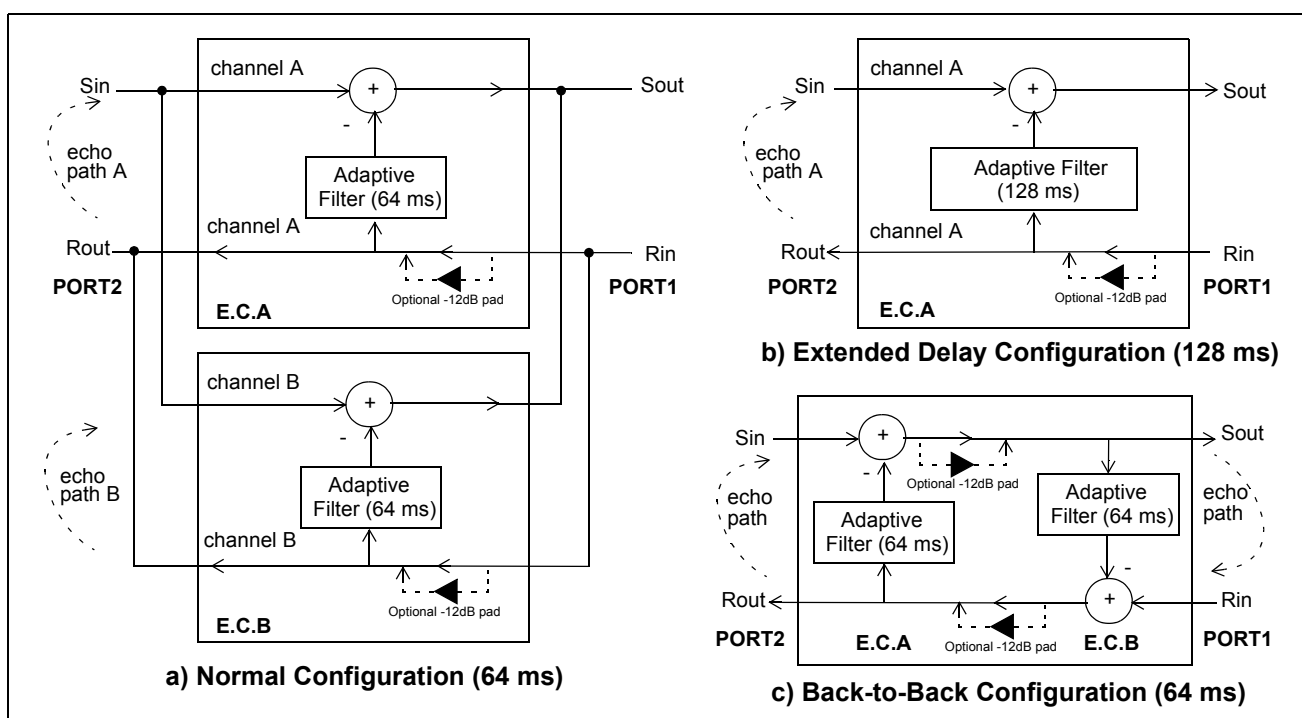 channel A
Sin
+
Sout
-
echo
path A
Adaptive
Filter (64 ms)
channel A
Rout
Rin
PORT2
PORT1
Optional -12dB pad
E.C.A
channel B
+
-
echo
path B
Adaptive
Filter (64 ms)
channel B
Optional -12dB pad
E.C.B
a) Normal Configuration (64 ms)
channel A
Sin
+
Sout
-
echo
path A
Adaptive Filter
(128 ms)
channel A
Rout
Rin
PORT2
PORT1
Optional -12dB pad
E.C.A
b) Extended Delay Configuration (128 ms)
Sin
+
Sout
-
Optional -12dB pad
echo
path
Adaptive
Filter (64 ms)
Adaptive
Filter (64 ms)
echo
path
-
+
Rout
Rin
PORT2
E.C.A
Optional -12dB pad
E.C.B
PORT1
c) Back-to-Back Configuration (64 ms)